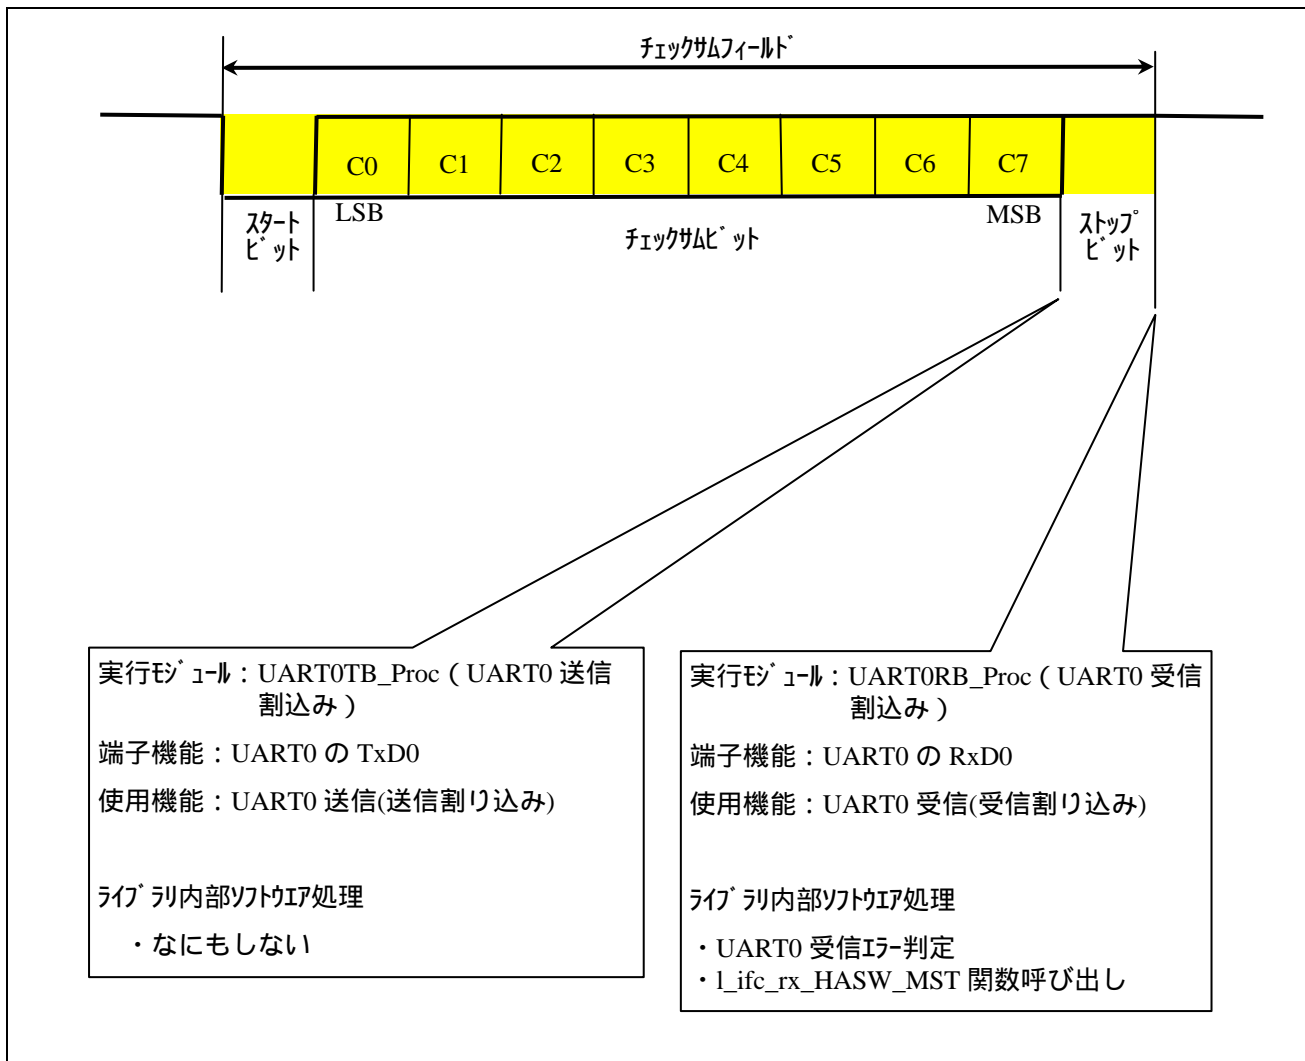 ﾁｪｯｸｻﾑﾌｨｰﾙﾄﾞ
C0 C1 C2 C3 C4 C5 C6 C7
LSB
MSB
ｽﾀｰﾄ
ﾋﾞｯﾄ
ﾁｪｯｸｻﾑﾋﾞｯﾄ
ｽﾄｯﾌﾟ
ﾋﾞｯﾄ
実行ﾓｼﾞｭｰﾙ：UART0TB_Proc（UART0 送信
割込み）
端子機能：UART0 の TxD0
使用機能：UART0 送信(送信割り込み)
ﾗｲﾌﾞﾗﾘ内部ｿﾌﾄｳｴｱ処理
・なにもしない
実行ﾓｼﾞｭｰﾙ：UART0RB_Proc（UART0 受信
割込み）
端子機能：UART0 の RxD0
使用機能：UART0 受信(受信割り込み)
ﾗｲﾌﾞﾗﾘ内部ｿﾌﾄｳｴｱ処理
・UART0 受信ｴﾗｰ判定
・l_ifc_rx_HASW_MST 関数呼び出し